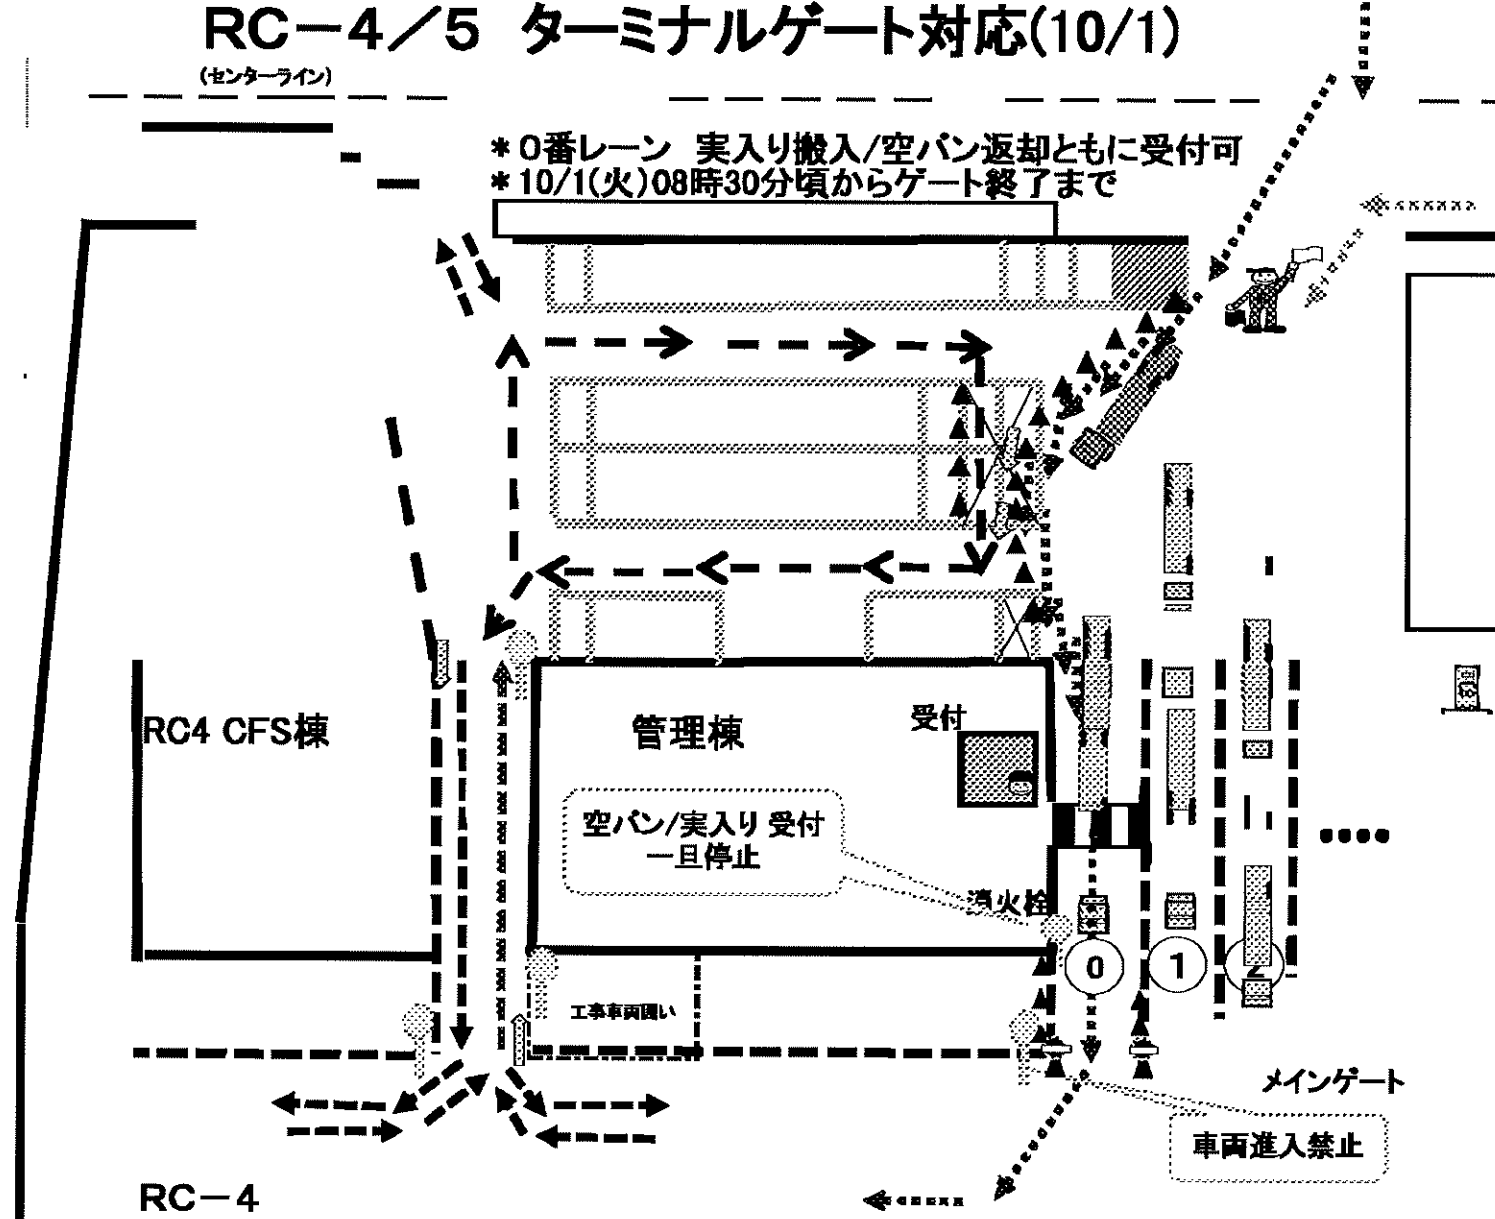 RC－4／5 ターミナルゲート対応(10/1)
(センターライン)
＊0番レーン 実入り搬入/空バン返却ともに受付可
＊10/1(火)08時30分頃からゲート終了まで
RC4 CFS棟
管理棟
受付
空バン/実入り 受付
一旦停止
消火栓
0
1
2
工事車両囲い
メインゲート
車両進入禁止
RC－4